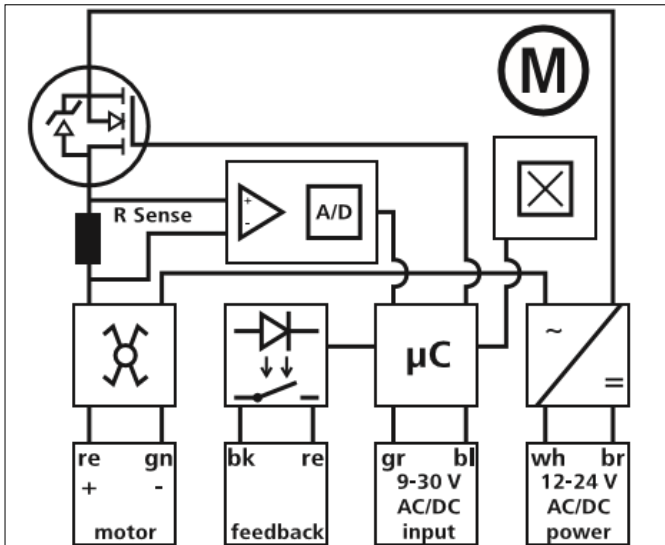 M
R Sense
+
-
A/D
µC
~
=
re gn
+ -
motor
bk re
feedback
gr bl
9-30 V
AC/DC
input
wh br
12-24 V
AC/DC
power